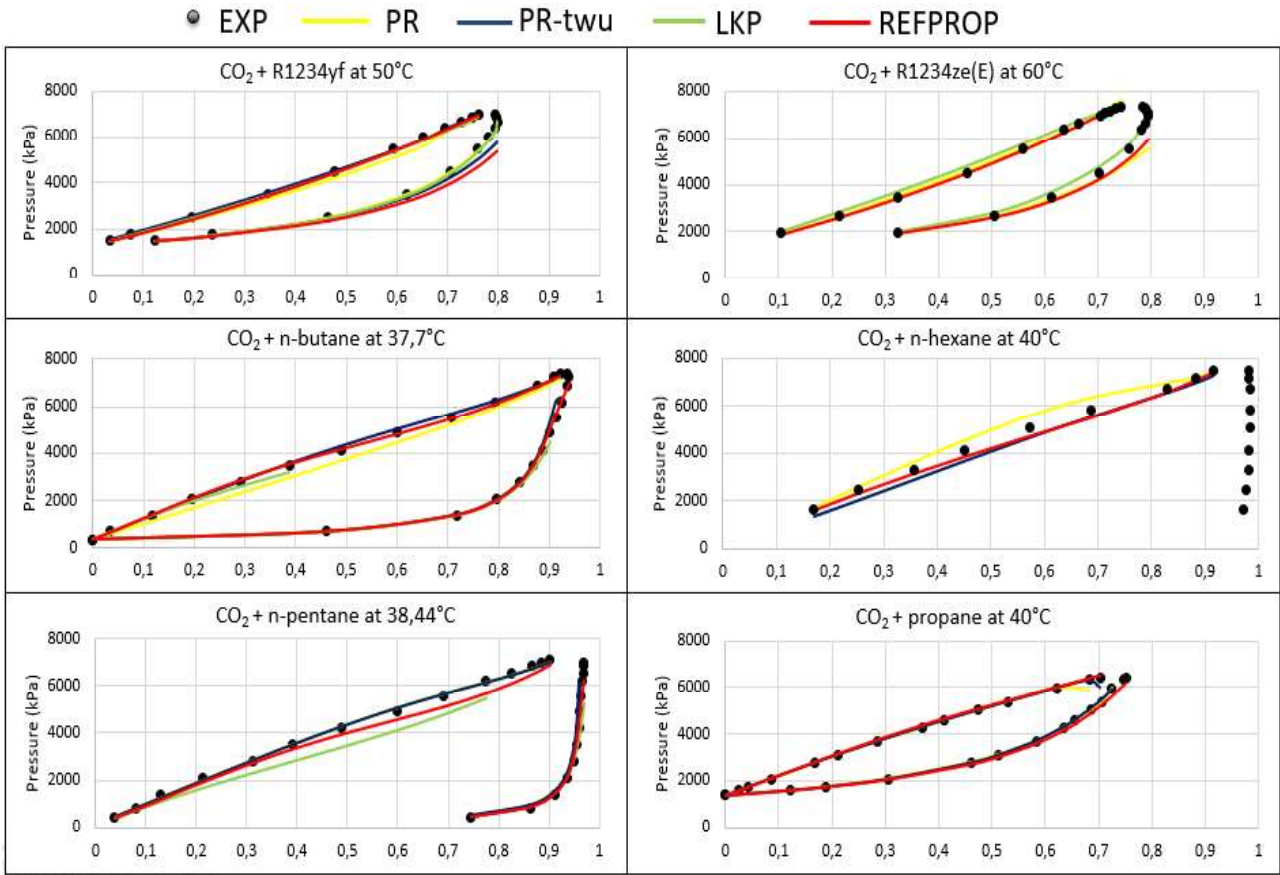 EXP PR PR-twu LKP REFPROP
CO₂ + R1234yf at 50°C
Pressure (kPa)
8000
6000
4000
2000
0
0 0,1 0,2 0,3 0,4 0,5 0,6 0,7 0,8 0,9 1
CO₂ + R1234ze(E) at 60°C
Pressure (kPa)
8000
6000
4000
2000
0
0 0,1 0,2 0,3 0,4 0,5 0,6 0,7 0,8 0,9 1
CO₂ + n-butane at 37,7°C
Pressure (kPa)
8000
6000
4000
2000
0
0 0,1 0,2 0,3 0,4 0,5 0,6 0,7 0,8 0,9 1
CO₂ + n-hexane at 40°C
Pressure (kPa)
8000
6000
4000
2000
0
0 0,1 0,2 0,3 0,4 0,5 0,6 0,7 0,8 0,9 1
CO₂ + n-pentane at 38,44°C
Pressure (kPa)
8000
6000
4000
2000
0
0 0,1 0,2 0,3 0,4 0,5 0,6 0,7 0,8 0,9 1
CO₂ + propane at 40°C
Pressure (kPa)
8000
6000
4000
2000
0
0 0,1 0,2 0,3 0,4 0,5 0,6 0,7 0,8 0,9 1